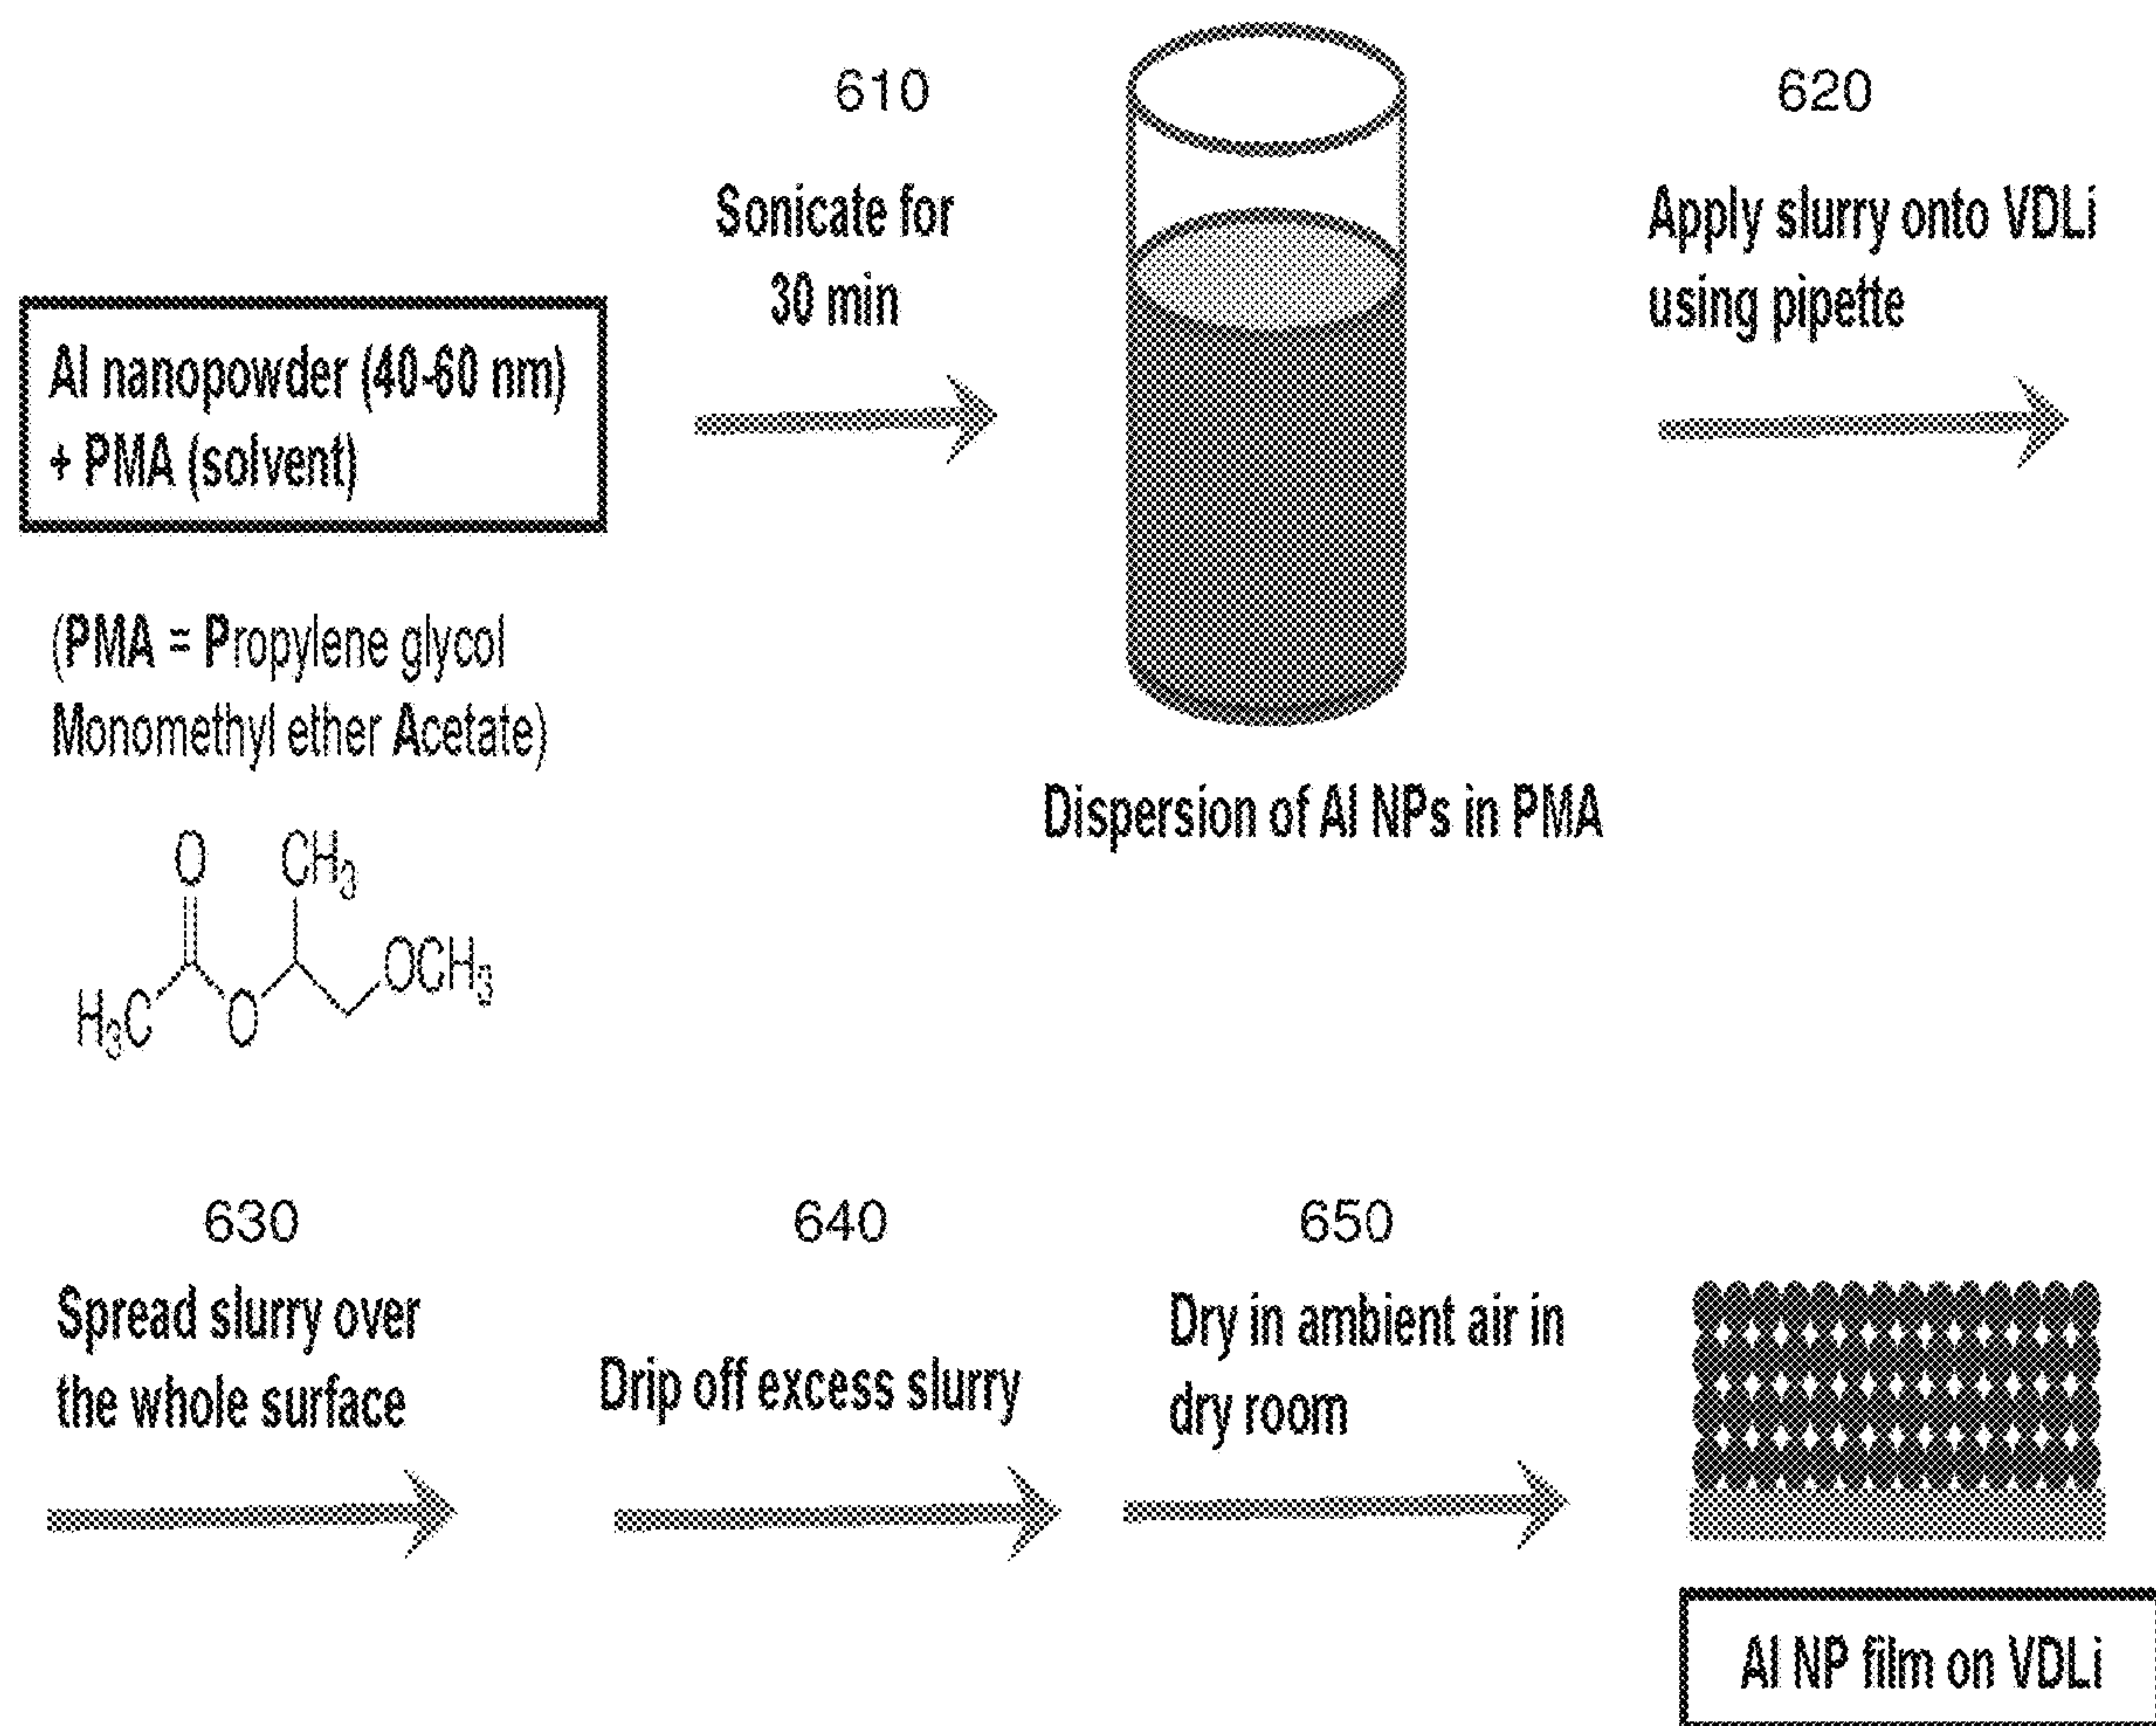 610
Sonicate for
30 min
620
Apply slurry onto VDLi
using pipette
Al nanopowder (40-60 nm)
+ PMA (solvent)
(PMA = Propylene glycol
Monomethyl ether Acetate)
Dispersion of Al NPs in PMA
O CH3
OCH3
H3C O
630
Spread slurry over
the whole surface
640
Drip off excess slurry
650
Dry in ambient air in
dry room
Al NP film on VDLi